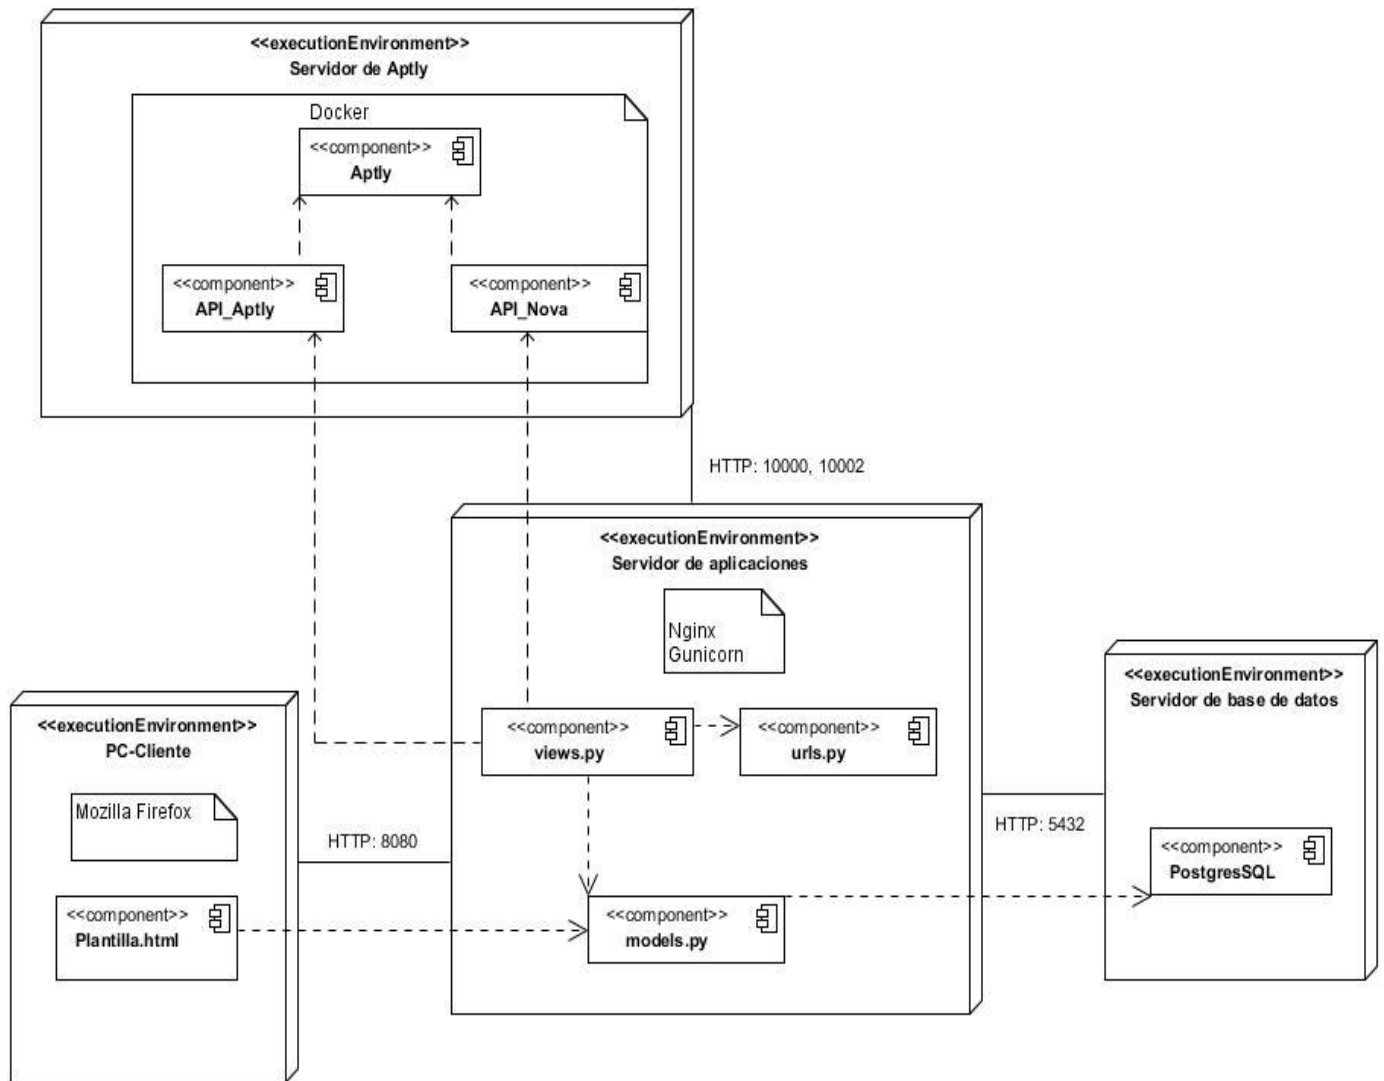 <<executionEnvironment>>
Servidor de Aptly
Docker
<<component>>
Aptly
<<component>>
API_Aptly
<<component>>
API_Nova
HTTP: 10000, 10002
<<executionEnvironment>>
Servidor de aplicaciones
Nginx
Gunicorn
<<component>>
views.py
<<component>>
urls.py
<<component>>
models.py
<<executionEnvironment>>
PC-Cliente
Mozilla Firefox
<<component>>
Plantilla.html
HTTP: 8080
HTTP: 5432
<<executionEnvironment>>
Servidor de base de datos
<<component>>
PostgresSQL